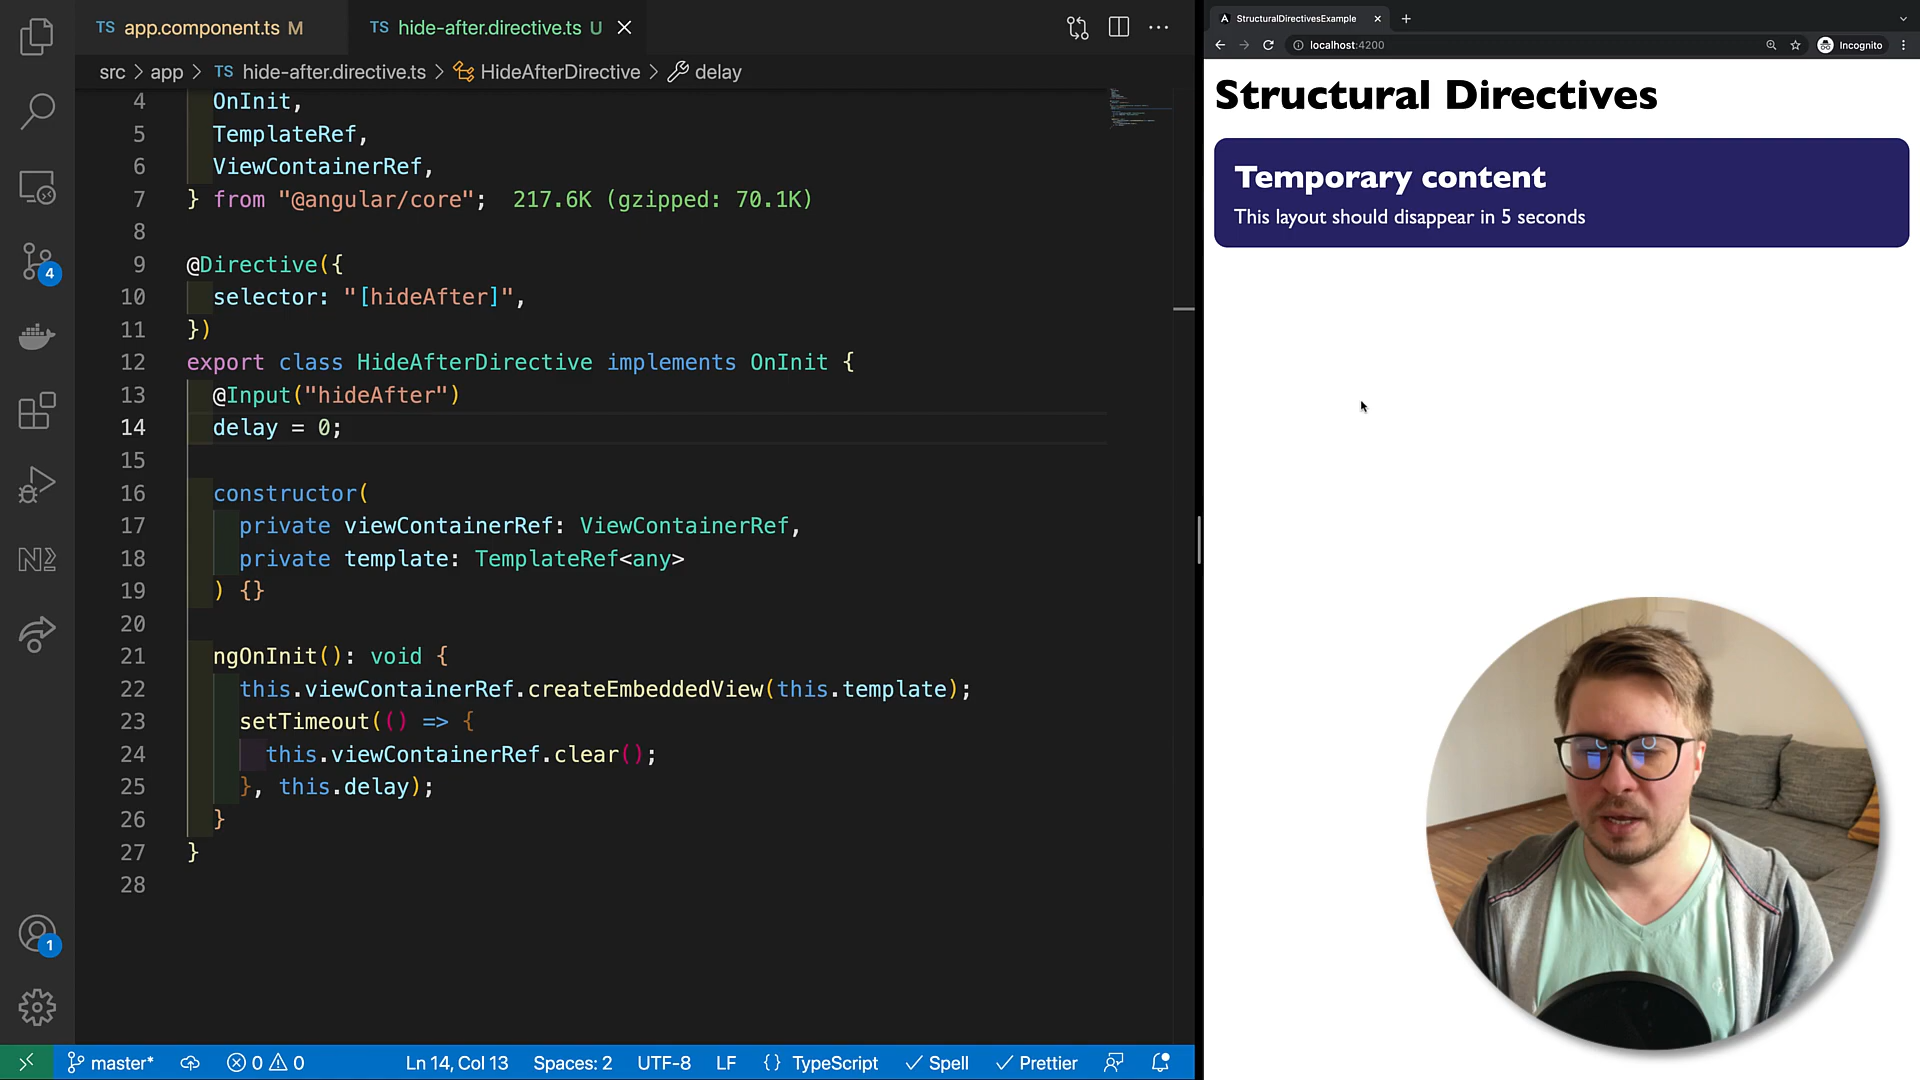 TS app.component.ts M
TS hide-after.directive.ts U
src > app > TS hide-after.directive.ts > HideAfterDirective > delay
4 OnInit,
5 TemplateRef,
6 ViewContainerRef,
7 } from "@angular/core"; 217.6K (gzipped: 70.1K)
8
9 @Directive({
10 selector: "[hideAfter]",
11 })
12 export class HideAfterDirective implements OnInit {
13 @Input("hideAfter")
14 delay = 0;
15
16 constructor(
17 private viewContainerRef: ViewContainerRef,
18 private template: TemplateRef<any>
19 ) {}
20
21 ngOnInit(): void {
22 this.viewContainerRef.createEmbeddedView(this.template);
23 setTimeout(() => {
24 this.viewContainerRef.clear();
25 }, this.delay);
26 }
27 }
28
4
1
master*
0 0
Ln 14, Col 13
Spaces: 2
UTF-8
LF
{} TypeScript
Spell
Prettier
StructuralDirectivesExample
localhost:4200
Incognito
Structural Directives
Temporary content
This layout should disappear in 5 seconds